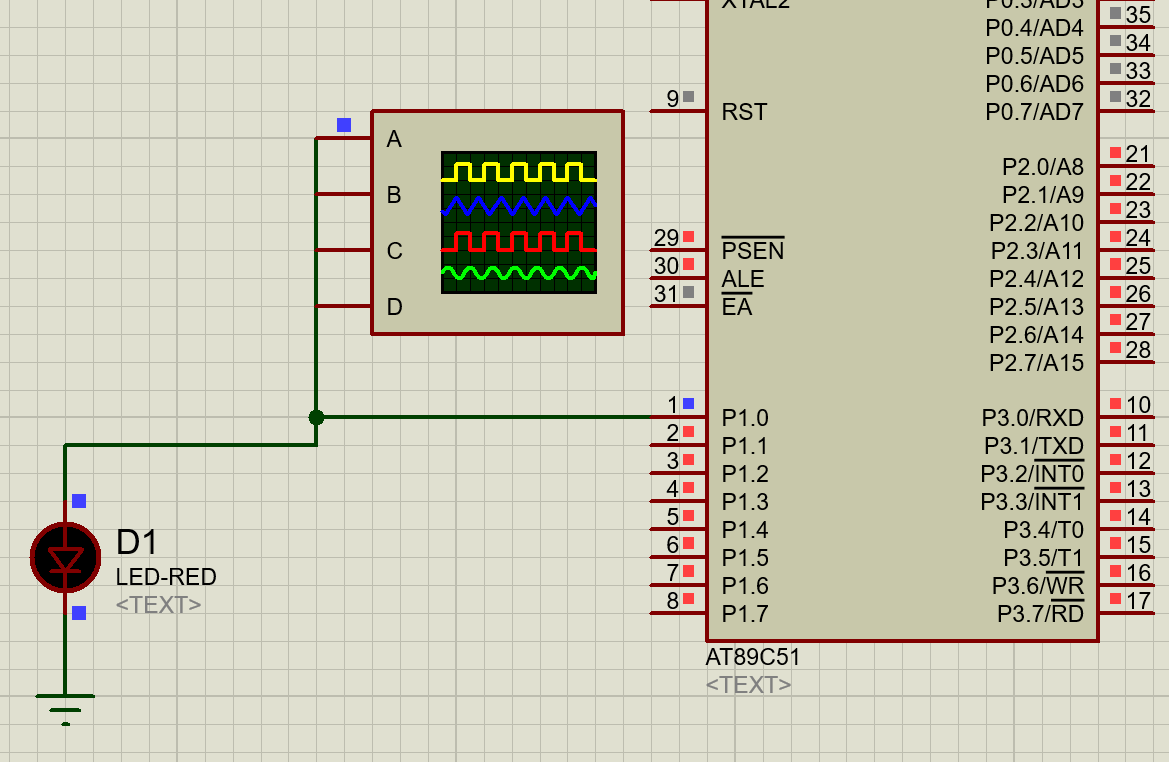 XTAL2
P0.3/AD3
35
P0.4/AD4
34
P0.5/AD5
33
P0.6/AD6
32
P0.7/AD7
9
RST
A
B
C
D
21
P2.0/A8
22
P2.1/A9
23
P2.2/A10
24
P2.3/A11
25
P2.4/A12
26
P2.5/A13
27
P2.6/A14
28
P2.7/A15
29
PSEN
30
ALE
31
EA
1
P1.0
P3.0/RXD
10
2
P1.1
P3.1/TXD
11
3
P1.2
P3.2/INT0
12
4
P1.3
P3.3/INT1
13
5
P1.4
P3.4/T0
14
6
P1.5
P3.5/T1
15
7
P1.6
P3.6/WR
16
8
P1.7
P3.7/RD
17
D1
LED-RED
<TEXT>
AT89C51
<TEXT>